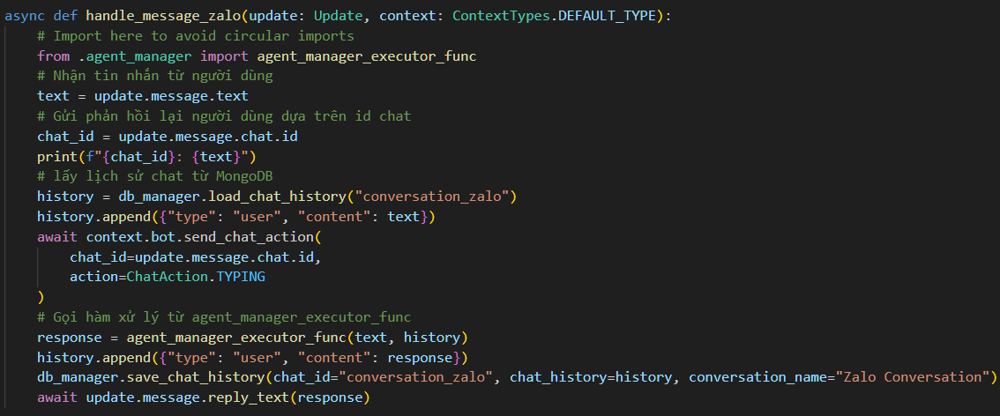 async def handle_message_zalo(update: Update, context: ContextTypes.DEFAULT_TYPE):
    # Import here to avoid circular imports
    from .agent_manager import agent_manager_executor_func
    # Nhận tin nhắn từ người dùng
    text = update.message.text
    # Gửi phản hồi lại người dùng dựa trên id chat
    chat_id = update.message.chat.id
    print(f"{chat_id}: {text}")
    # lấy lịch sử chat từ MongoDB
    history = db_manager.load_chat_history("conversation_zalo")
    history.append({"type": "user", "content": text})
    await context.bot.send_chat_action(
        chat_id=update.message.chat.id,
        action=ChatAction.TYPING
    )
    # Gọi hàm xử lý từ agent_manager_executor_func
    response = agent_manager_executor_func(text, history)
    history.append({"type": "user", "content": response})
    db_manager.save_chat_history(chat_id="conversation_zalo", chat_history=history, conversation_name="Zalo Conversation")
    await update.message.reply_text(response)